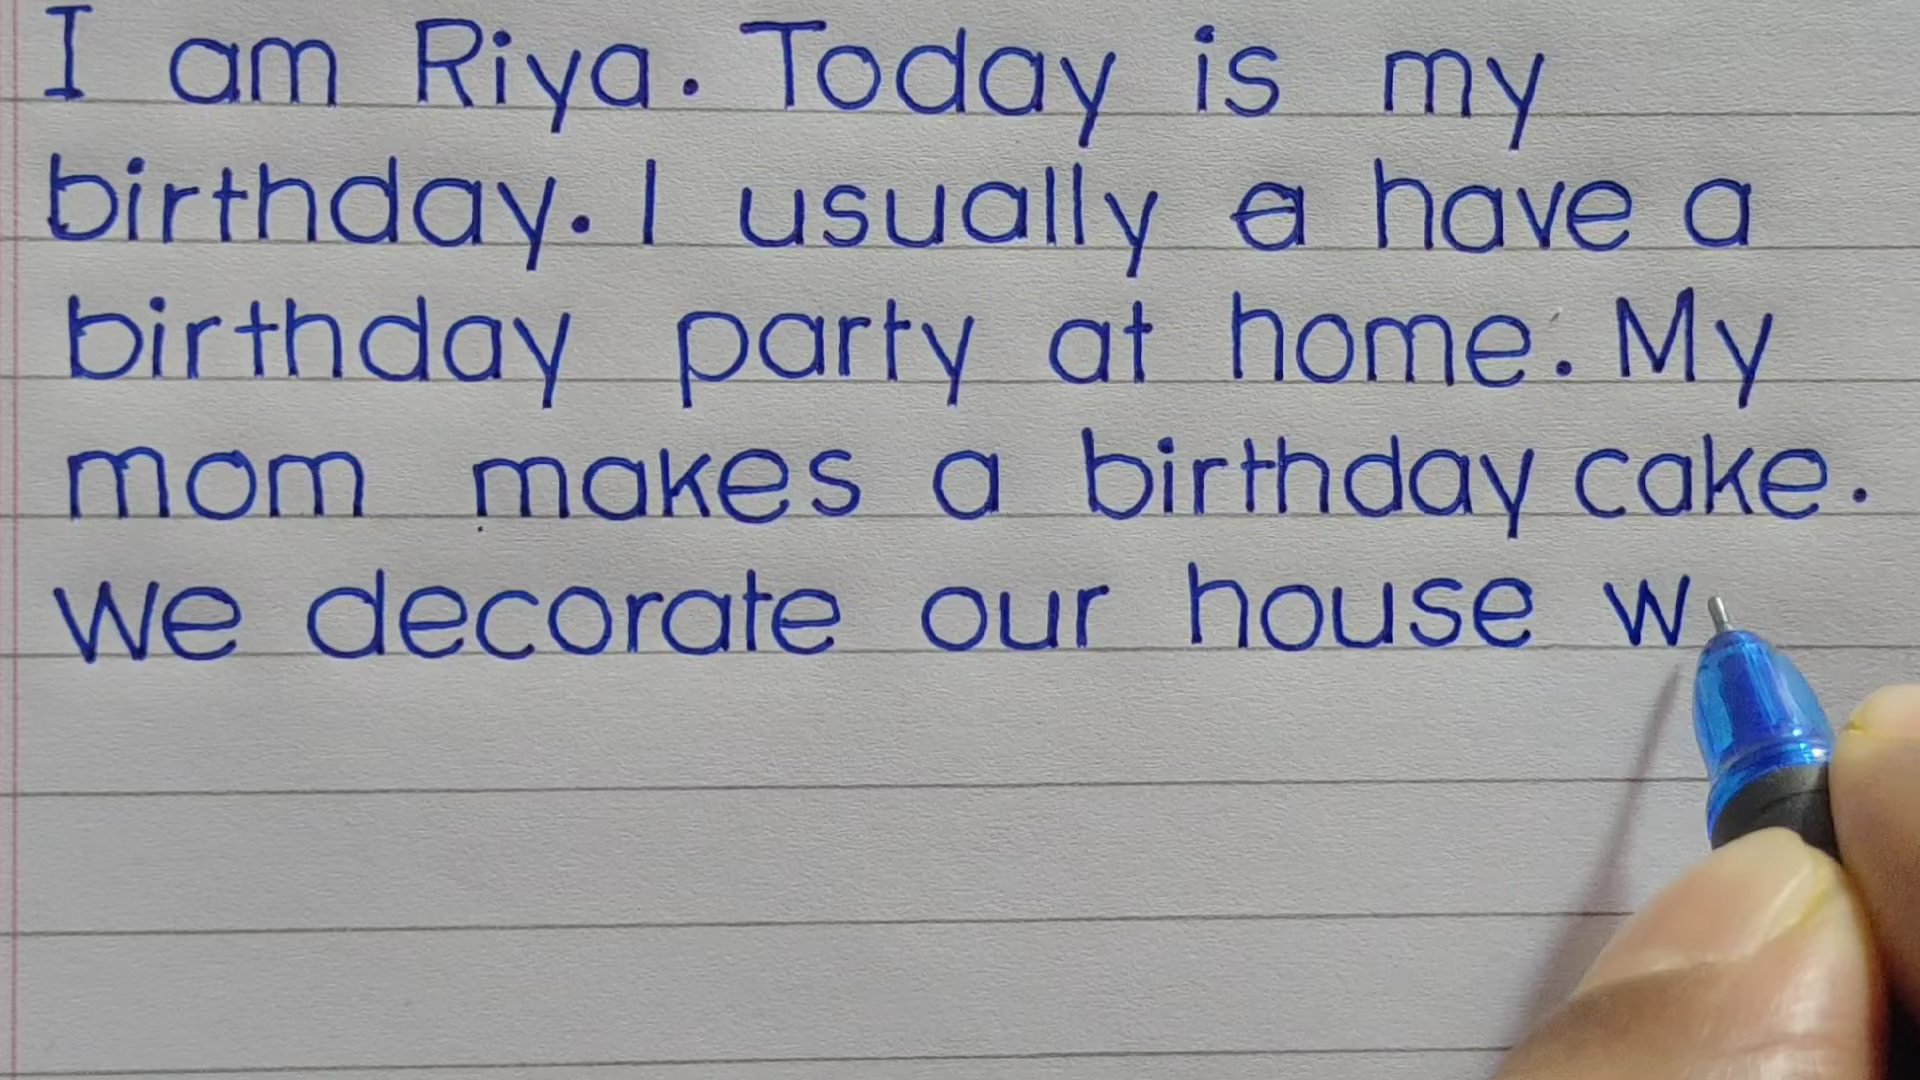 I am Riya. Today is my
birthday. I usually a have a
birthday party at home. My
mom makes a birthday cake.
We decorate our house w